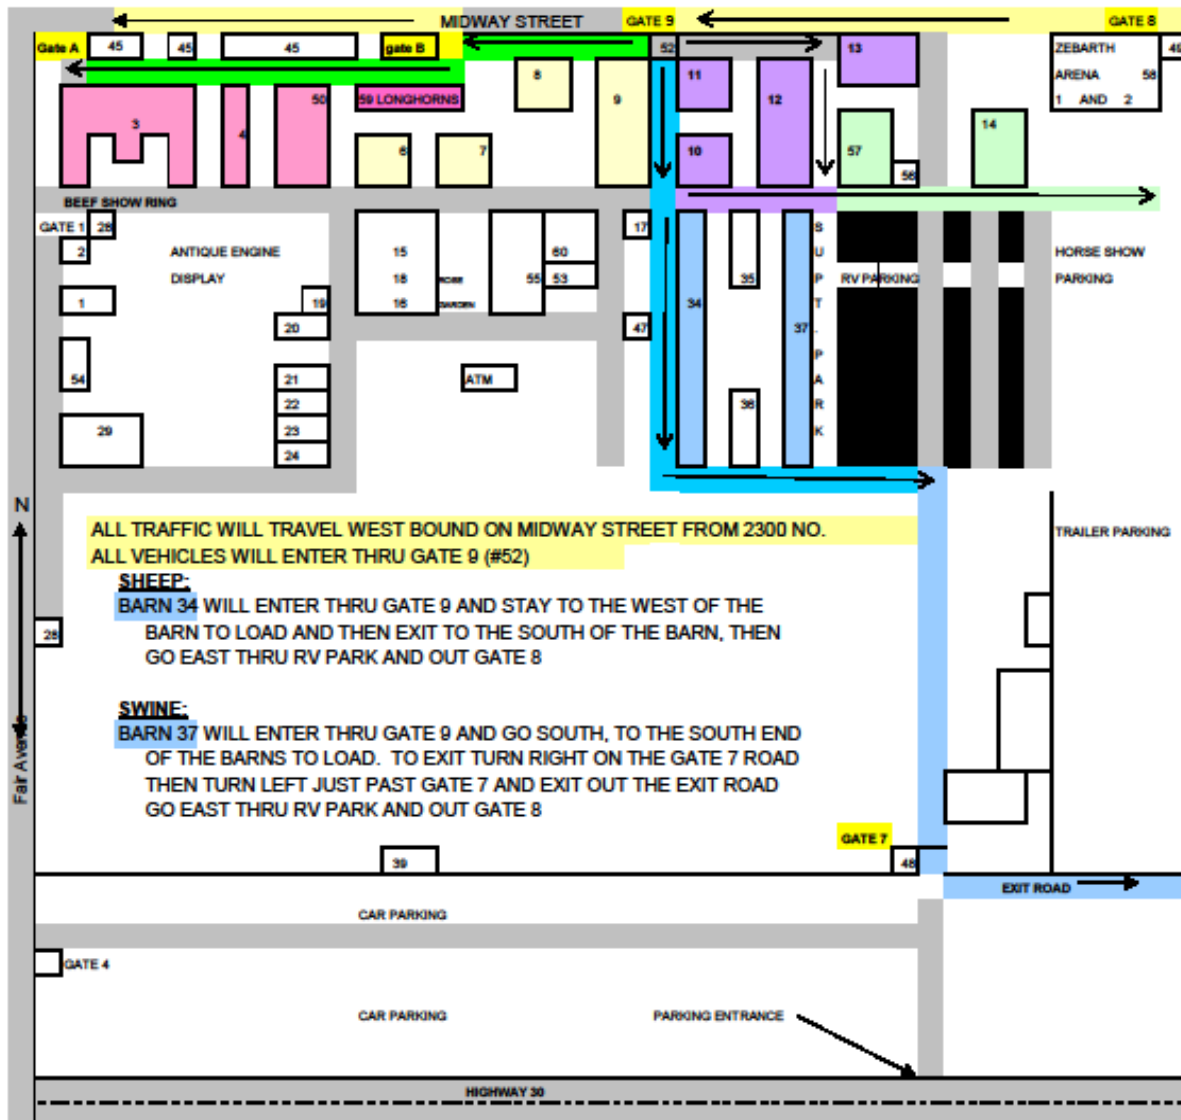 MIDWAY STREET GATE 9 GATE 8
Gate A 45 45 45 gate B 52 13 ZEBARTH 49
8 11 ARENA 58
50 59 LONGHORNS 9 12 1 AND 2
3 14
4
6 7 10 57
56
BEEF SHOW RING
GATE 1 26 17 S
2 ANTIQUE ENGINE 15 60 U HORSE SHOW
DISPLAY 18 ROSE 55 53 35 P RV PARKING PARKING
1 19 16 GARDEN 34 T
20 47 37 .
P
54 21 ATM A
22 36 R
29 23 K
24
N
ALL TRAFFIC WILL TRAVEL WEST BOUND ON MIDWAY STREET FROM 2300 NO.
TRAILER PARKING
ALL VEHICLES WILL ENTER THRU GATE 9 (#52)
SHEEP:
BARN 34 WILL ENTER THRU GATE 9 AND STAY TO THE WEST OF THE
28
BARN TO LOAD AND THEN EXIT TO THE SOUTH OF THE BARN, THEN
GO EAST THRU RV PARK AND OUT GATE 8
SWINE:
BARN 37 WILL ENTER THRU GATE 9 AND GO SOUTH, TO THE SOUTH END
OF THE BARNS TO LOAD. TO EXIT TURN RIGHT ON THE GATE 7 ROAD
THEN TURN LEFT JUST PAST GATE 7 AND EXIT OUT THE EXIT ROAD
GO EAST THRU RV PARK AND OUT GATE 8
Fair Avenue
GATE 7
39 48
EXIT ROAD
CAR PARKING
GATE 4
CAR PARKING PARKING ENTRANCE
HIGHWAY 30